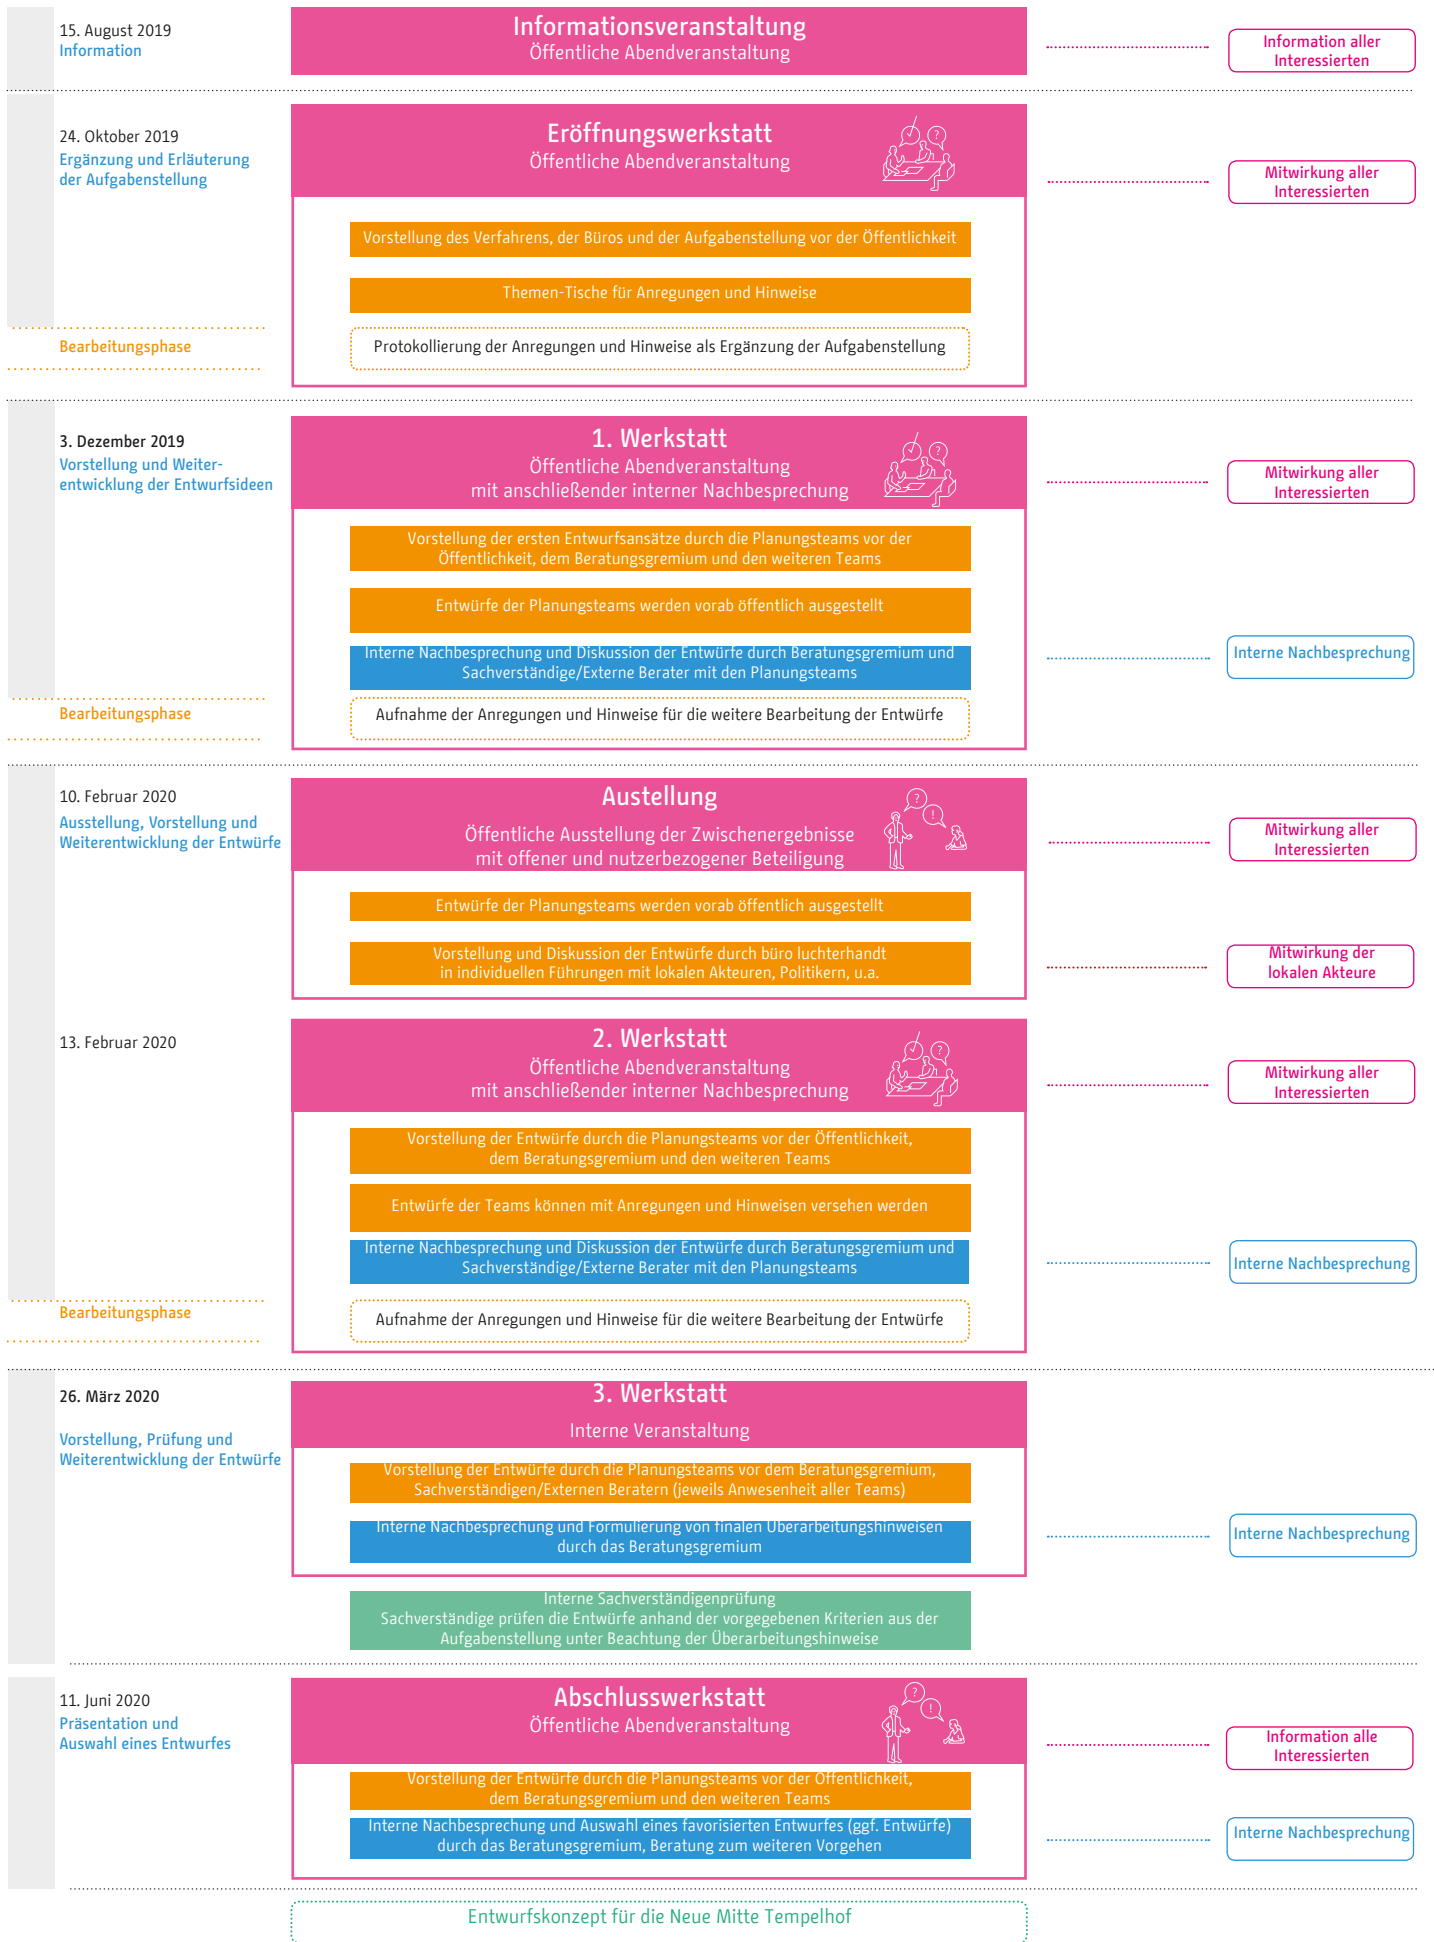 15. August 2019
Information
Informationsveranstaltung
Öffentliche Abendveranstaltung
Information aller
Interessierten
24. Oktober 2019
Ergänzung und Erläuterung
der Aufgabenstellung
Eröffnungswerkstatt
Öffentliche Abendveranstaltung
?
Mitwirkung aller
Interessierten
Vorstellung des Verfahrens, der Büros und der Aufgabenstellung vor der Öffentlichkeit
Themen-Tische für Anregungen und Hinweise
Bearbeitungsphase
Protokollierung der Anregungen und Hinweise als Ergänzung der Aufgabenstellung
3. Dezember 2019
Vorstellung und Weiter-
entwicklung der Entwurfsideen
1. Werkstatt
Öffentliche Abendveranstaltung
mit anschließender interner Nachbesprechung
?
Mitwirkung aller
Interessierten
Vorstellung der ersten Entwurfsansätze durch die Planungsteams vor der
Öffentlichkeit, dem Beratungsgremium und den weiteren Teams
Entwürfe der Planungsteams werden vorab öffentlich ausgestellt
Interne Nachbesprechung und Diskussion der Entwürfe durch Beratungsgremium und
Sachverständige/Externe Berater mit den Planungsteams
Interne Nachbesprechung
Bearbeitungsphase
Aufnahme der Anregungen und Hinweise für die weitere Bearbeitung der Entwürfe
10. Februar 2020
Ausstellung, Vorstellung und
Weiterentwicklung der Entwürfe
Austellung
Öffentliche Ausstellung der Zwischenergebnisse
mit offener und nutzerbezogener Beteiligung
?
!
Mitwirkung aller
Interessierten
Entwürfe der Planungsteams werden vorab öffentlich ausgestellt
Vorstellung und Diskussion der Entwürfe durch büro luchterhandt
in individuellen Führungen mit lokalen Akteuren, Politikern, u.a.
Mitwirkung der
lokalen Akteure
13. Februar 2020
2. Werkstatt
Öffentliche Abendveranstaltung
mit anschließender interner Nachbesprechung
?
Mitwirkung aller
Interessierten
Vorstellung der Entwürfe durch die Planungsteams vor der Öffentlichkeit,
dem Beratungsgremium und den weiteren Teams
Entwürfe der Teams können mit Anregungen und Hinweisen versehen werden
Interne Nachbesprechung und Diskussion der Entwürfe durch Beratungsgremium und
Sachverständige/Externe Berater mit den Planungsteams
Interne Nachbesprechung
Bearbeitungsphase
Aufnahme der Anregungen und Hinweise für die weitere Bearbeitung der Entwürfe
26. März 2020
Vorstellung, Prüfung und
Weiterentwicklung der Entwürfe
3. Werkstatt
Interne Veranstaltung
Vorstellung der Entwürfe durch die Planungsteams vor dem Beratungsgremium,
Sachverständigen/Externen Beratern (jeweils Anwesenheit aller Teams)
Interne Nachbesprechung und Formulierung von finalen Überarbeitungshinweisen
durch das Beratungsgremium
Interne Nachbesprechung
Interne Sachverständigenprüfung
Sachverständige prüfen die Entwürfe anhand der vorgegebenen Kriterien aus der
Aufgabenstellung unter Beachtung der Überarbeitungshinweise
11. Juni 2020
Präsentation und
Auswahl eines Entwurfes
Abschlusswerkstatt
Öffentliche Abendveranstaltung
?
!
Information alle
Interessierten
Vorstellung der Entwürfe durch die Planungsteams vor der Öffentlichkeit,
dem Beratungsgremium und den weiteren Teams
Interne Nachbesprechung und Auswahl eines favorisierten Entwurfes (ggf. Entwürfe)
durch das Beratungsgremium, Beratung zum weiteren Vorgehen
Interne Nachbesprechung
Entwurfskonzept für die Neue Mitte Tempelhof